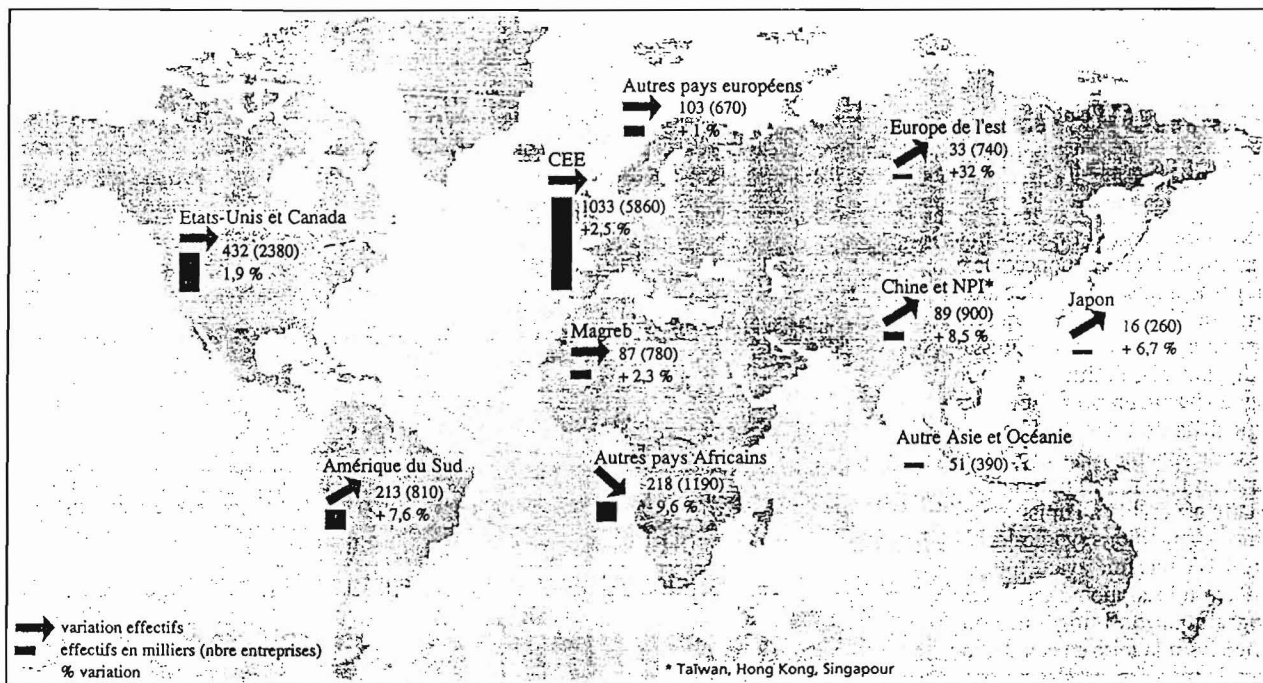 Autres pays européens
103 (670)
+ 1 %
Europe de l'est
33 (740)
+32 %
CEE
1033 (5860)
+2,5 %
Etats-Unis et Canada
432 (2380)
1,9 %
Chine et NPI*
89 (900)
+ 8,5 %
Japon
16 (260)
+ 6,7 %
Magreb
87 (780)
+ 2,3 %
Autre Asie et Océanie
51 (390)
Amérique du Sud
213 (810)
+ 7,6 %
Autres pays Africains
218 (1190)
- 9,6 %
variation effectifs
effectifs en milliers (nbre entreprises)
% variation
* Taïwan, Hong Kong, Singapour